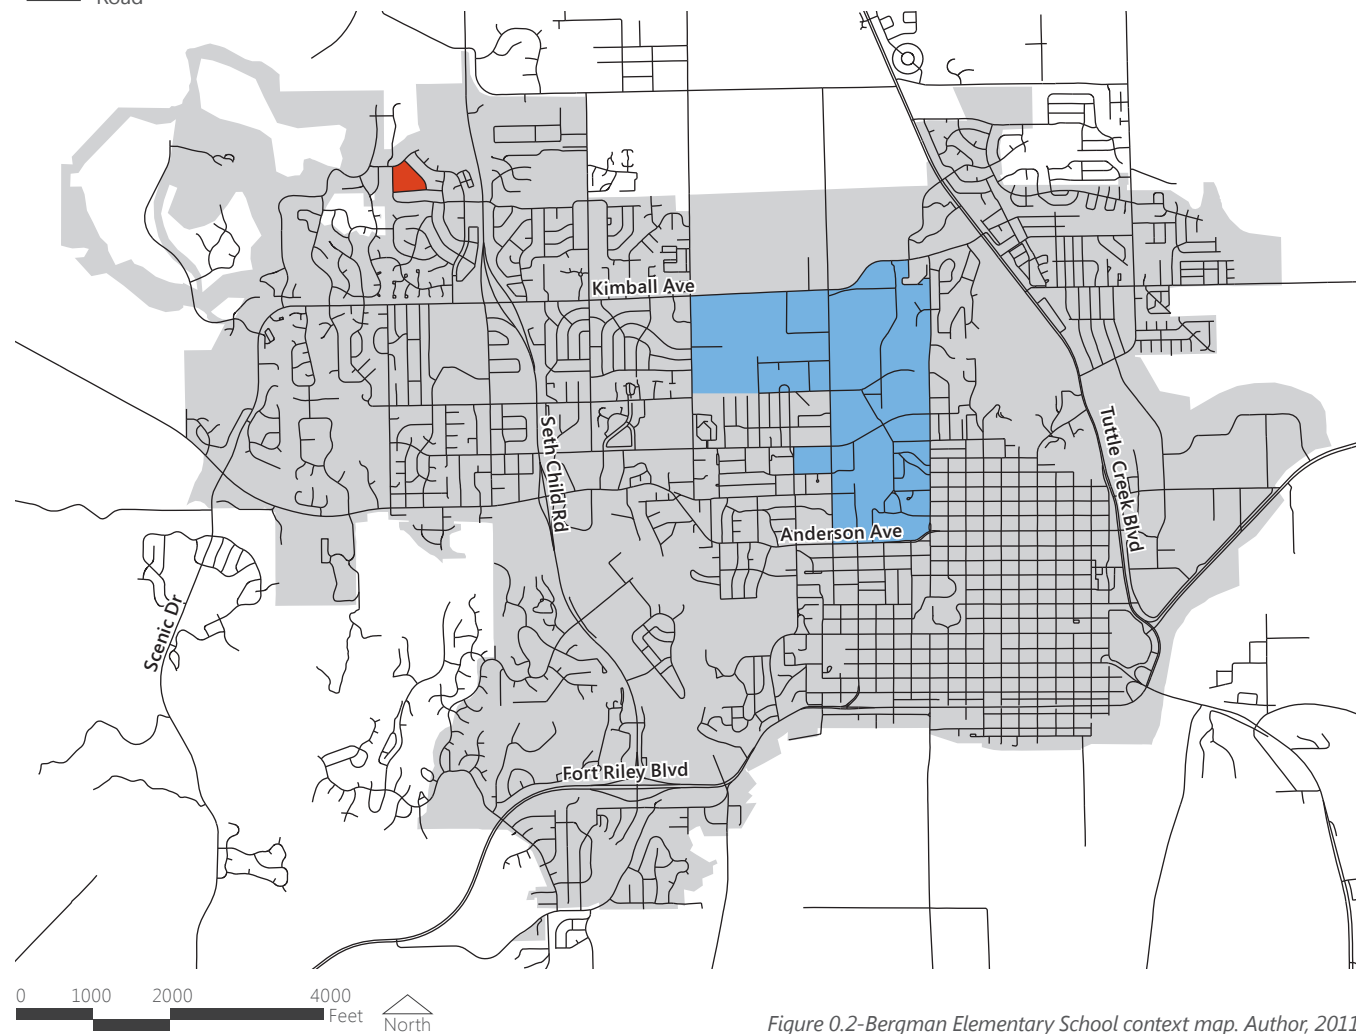 Road
Kimball Ave
Seth Child Rd
Tuttle Creek Blvd
Anderson Ave
Scenic Dr
Fort Riley Blvd
0 1000 2000 4000
Feet
North
Figure 0.2-Bergman Elementary School context map. Author, 2011